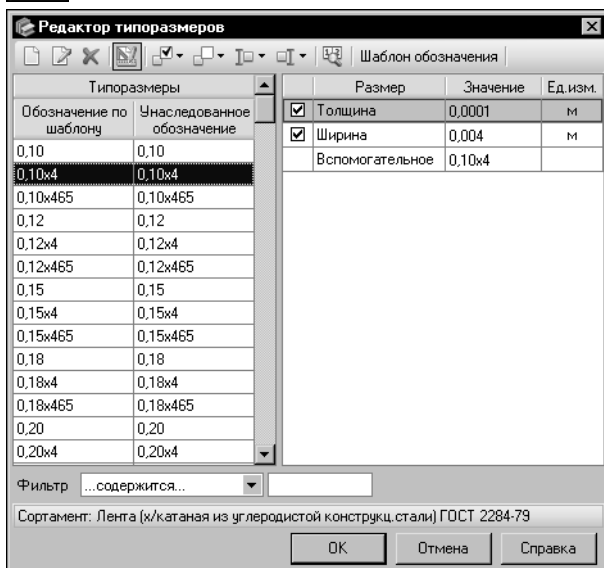 Редактор типоразмеров
Шаблон обозначения
Типоразмеры
Обозначение по шаблону Унаследованное обозначение
0,10 0,10
0,10x4 0,10x4
0,10x465 0,10x465
0,12 0,12
0,12x4 0,12x4
0,12x465 0,12x465
0,15 0,15
0,15x4 0,15x4
0,15x465 0,15x465
0,18 0,18
0,18x4 0,18x4
0,18x465 0,18x465
0,20 0,20
0,20x4 0,20x4
Размер Значение Ед.изм.
Толщина 0,0001 м
Ширина 0,004 м
Вспомогательное 0,10x4
Фильтр ...содержится...
Сортамент: Лента (х/катаная из углеродистой конструкц.стали) ГОСТ 2284-79
OK Отмена Справка